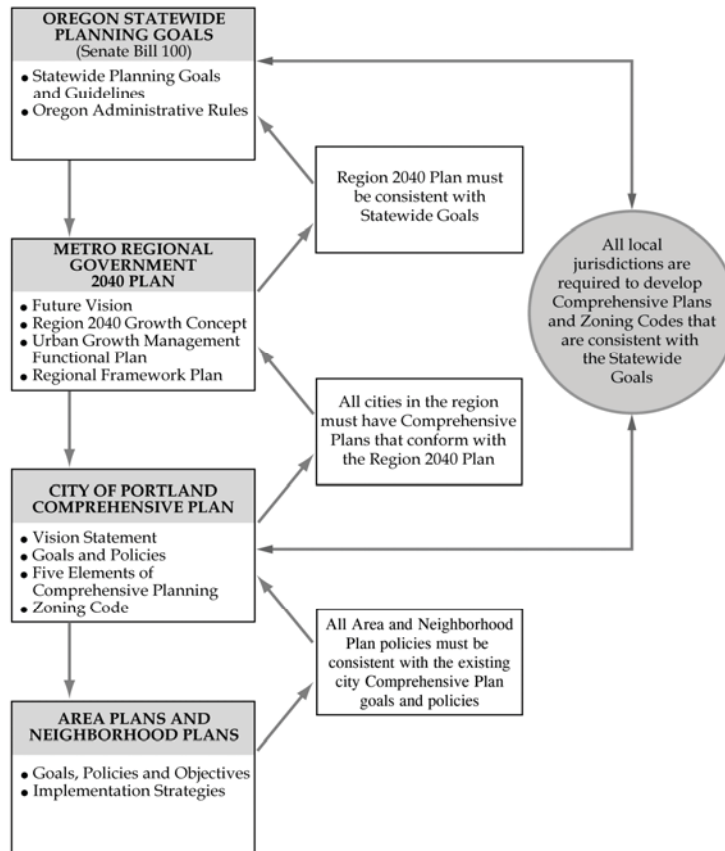 OREGON STATEWIDE
PLANNING GOALS
(Senate Bill 100)
● Statewide Planning Goals
and Guidelines
● Oregon Administrative Rules
Region 2040 Plan must
be consistent with
Statewide Goals
All local
jurisdictions are
required to develop
Comprehensive Plans
and Zoning Codes that
are consistent with
the Statewide
Goals
METRO REGIONAL
GOVERNMENT
2040 PLAN
● Future Vision
● Region 2040 Growth Concept
● Urban Growth Management
Functional Plan
● Regional Framework Plan
All cities in the region
must have Comprehensive
Plans that conform with
the Region 2040 Plan
CITY OF PORTLAND
COMPREHENSIVE PLAN
● Vision Statement
● Goals and Policies
● Five Elements of
Comprehensive Planning
● Zoning Code
All Area and Neighborhood
Plan policies must be
consistent with the existing
city Comprehensive Plan
goals and policies
AREA PLANS AND
NEIGHBORHOOD PLANS
● Goals, Policies and Objectives
● Implementation Strategies